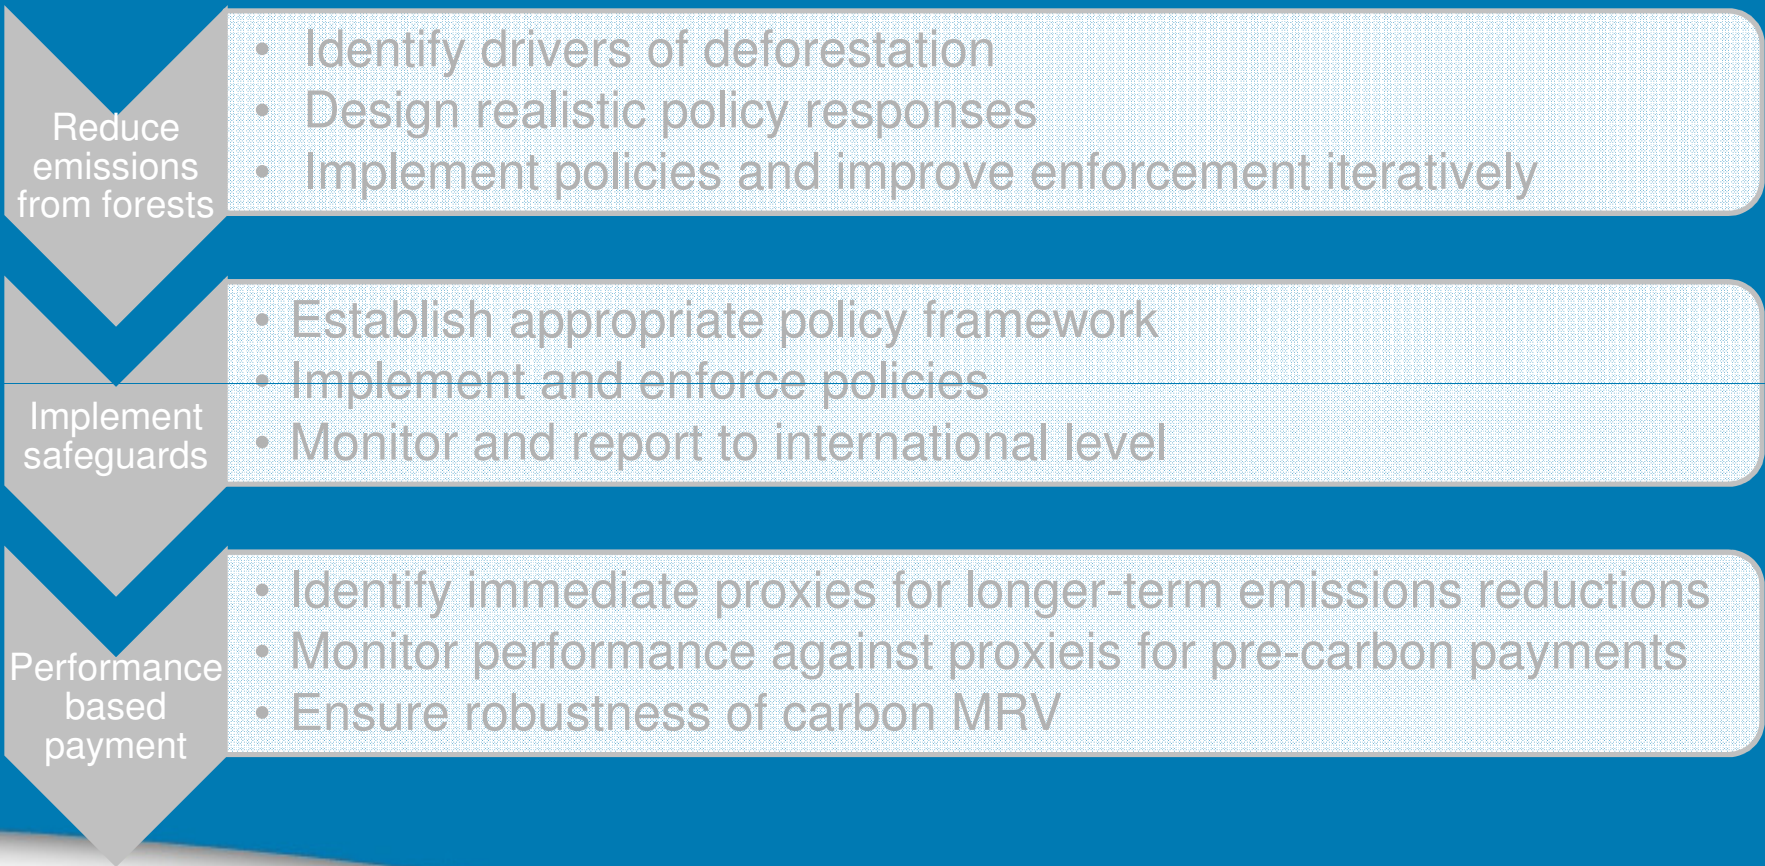 Reduce
emissions
from forests
• Identify drivers of deforestation
• Design realistic policy responses
• Implement policies and improve enforcement iteratively
Implement
safeguards
• Establish appropriate policy framework
• Implement and enforce policies
• Monitor and report to international level
Performance
based
payment
• Identify immediate proxies for longer-term emissions reductions
• Monitor performance against proxieis for pre-carbon payments
• Ensure robustness of carbon MRV